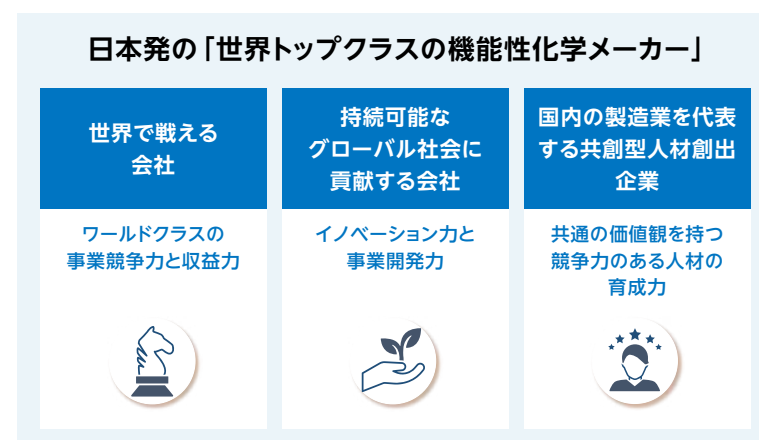 日本発の「世界トップクラスの機能性化学メーカー」
世界で戦える
会社
ワールドクラスの
事業競争力と収益力
持続可能な
グローバル社会に
貢献する会社
イノベーション力と
事業開発力
国内の製造業を代表
する共創型人材創出
企業
共通の価値観を持つ
競争力のある人材の
育成力